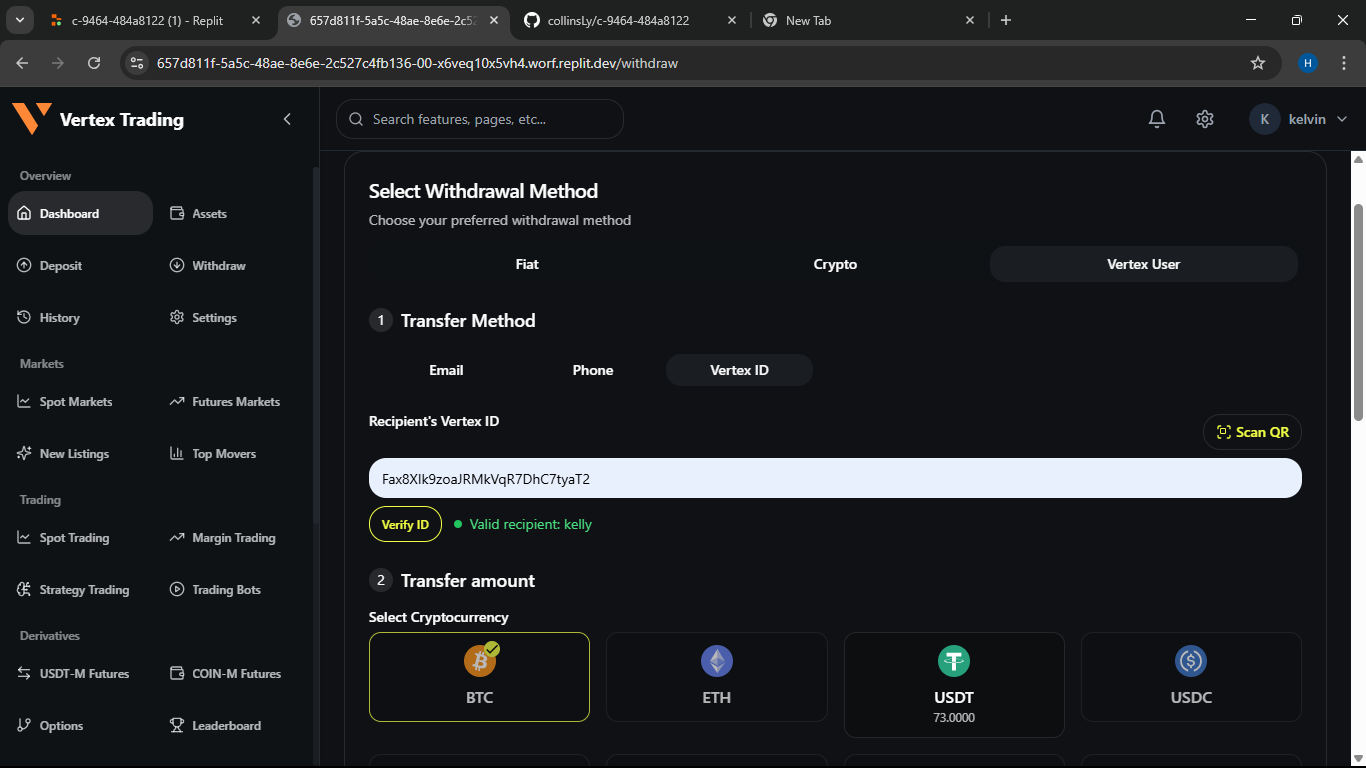 c-9464-484a8122 (1) - Replit
657d811f-5a5c-48ae-8e6e-2c52
collinsLy/c-9464-484a8122
New Tab
657d811f-5a5c-48ae-8e6e-2c527c4fb136-00-x6veq10x5vh4.worf.replit.dev/withdraw
H
Vertex Trading
Search features, pages, etc...
K kelvin
Overview
Dashboard Assets
Deposit Withdraw
History Settings
Markets
Spot Markets Futures Markets
New Listings Top Movers
Trading
Spot Trading Margin Trading
Strategy Trading Trading Bots
Derivatives
USDT-M Futures COIN-M Futures
Options Leaderboard
Select Withdrawal Method
Choose your preferred withdrawal method
Fiat Crypto Vertex User
1 Transfer Method
Email Phone Vertex ID
Recipient's Vertex ID
Scan QR
Fax8XIk9zoaJRMkVqR7DhC7tyaT2
Verify ID Valid recipient: kelly
2 Transfer amount
Select Cryptocurrency
BTC ETH USDT USDC
73.0000